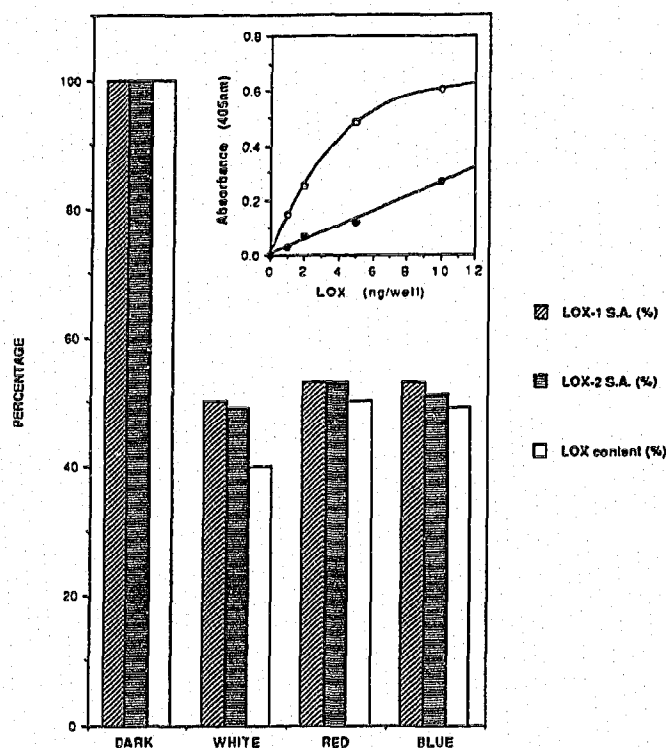 0.8
0.6
0.4
0.2
0.0
Absorbance (405nm)
0 2 4 6 8 10 12
LOX (ng/well)
100
80
60
40
20
0
PERCENTAGE
DARK WHITE RED BLUE
LOX-1 S.A. (%)
LOX-2 S.A. (%)
LOX content (%)